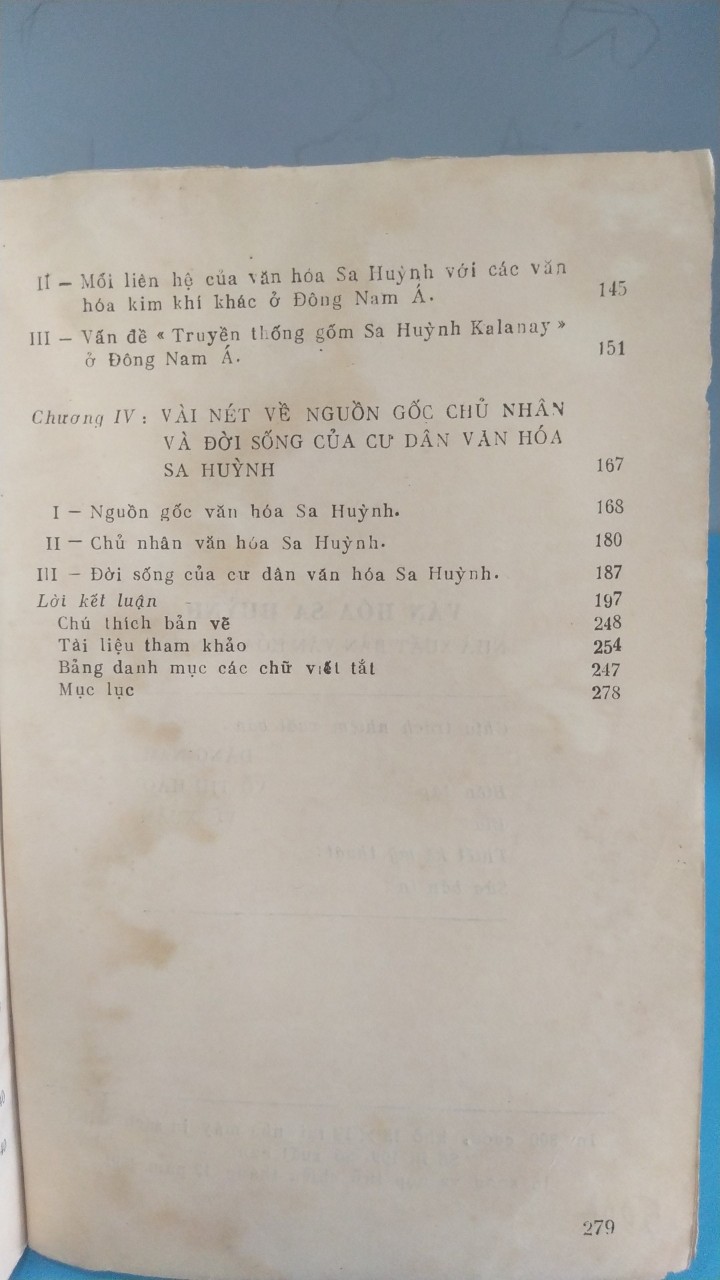 II — Mối liên hệ của văn hóa Sa Huỳnh với các văn
hóa kim khí khác ở Đông Nam Á. 145
III — Vấn đề « Truyền thống gốm Sa Huỳnh Kalanay »
ở Đông Nam Á. 151
Chương IV : VÀI NÉT VỀ NGUỒN GỐC CHỦ NHÂN
VÀ ĐỜI SỐNG CỦA CƯ DÂN VĂN HÓA
SA HUỲNH 167
I — Nguồn gốc văn hóa Sa Huỳnh. 168
II — Chủ nhân văn hóa Sa Huỳnh. 180
III — Đời sống của cư dân văn hóa Sa Huỳnh. 187
Lời kết luận 197
Chú thích bản vẽ 248
Tài liệu tham khảo 254
Bảng danh mục các chữ viết tắt 247
Mục lục 278
279